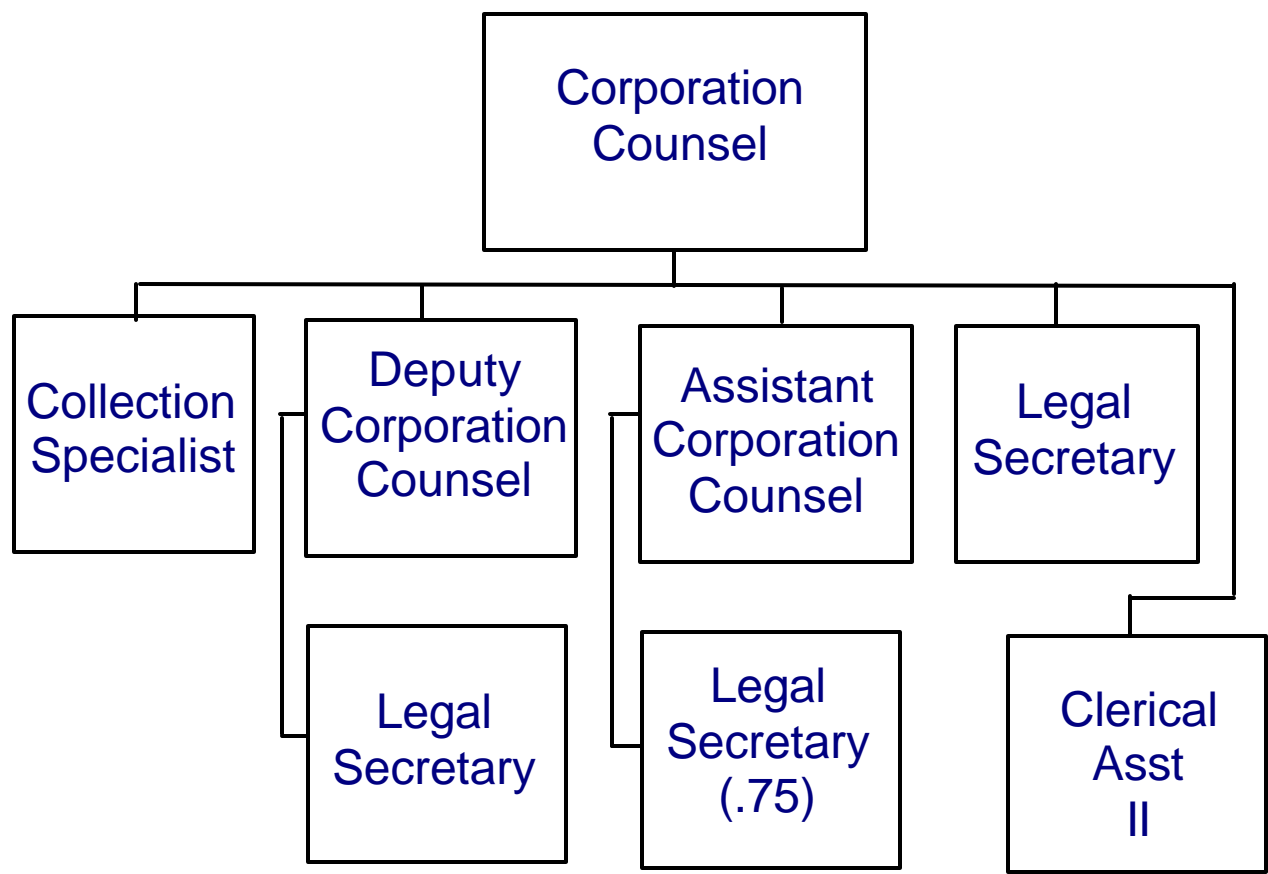 Corporation
Counsel
Collection
Specialist
Deputy
Corporation
Counsel
Assistant
Corporation
Counsel
Legal
Secretary
Legal
Secretary
Legal
Secretary
(.75)
Clerical
Asst
II